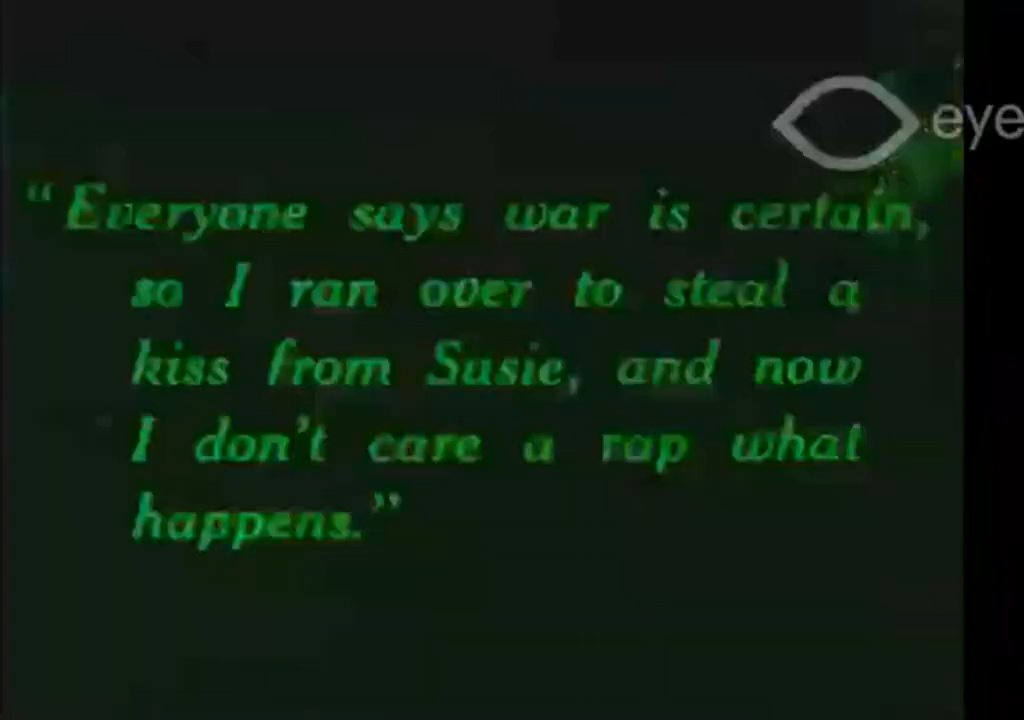 eye
“Everyone says war is certain,
so I ran over to steal a
kiss from Susie, and now
I don't care a rap what
happens.”